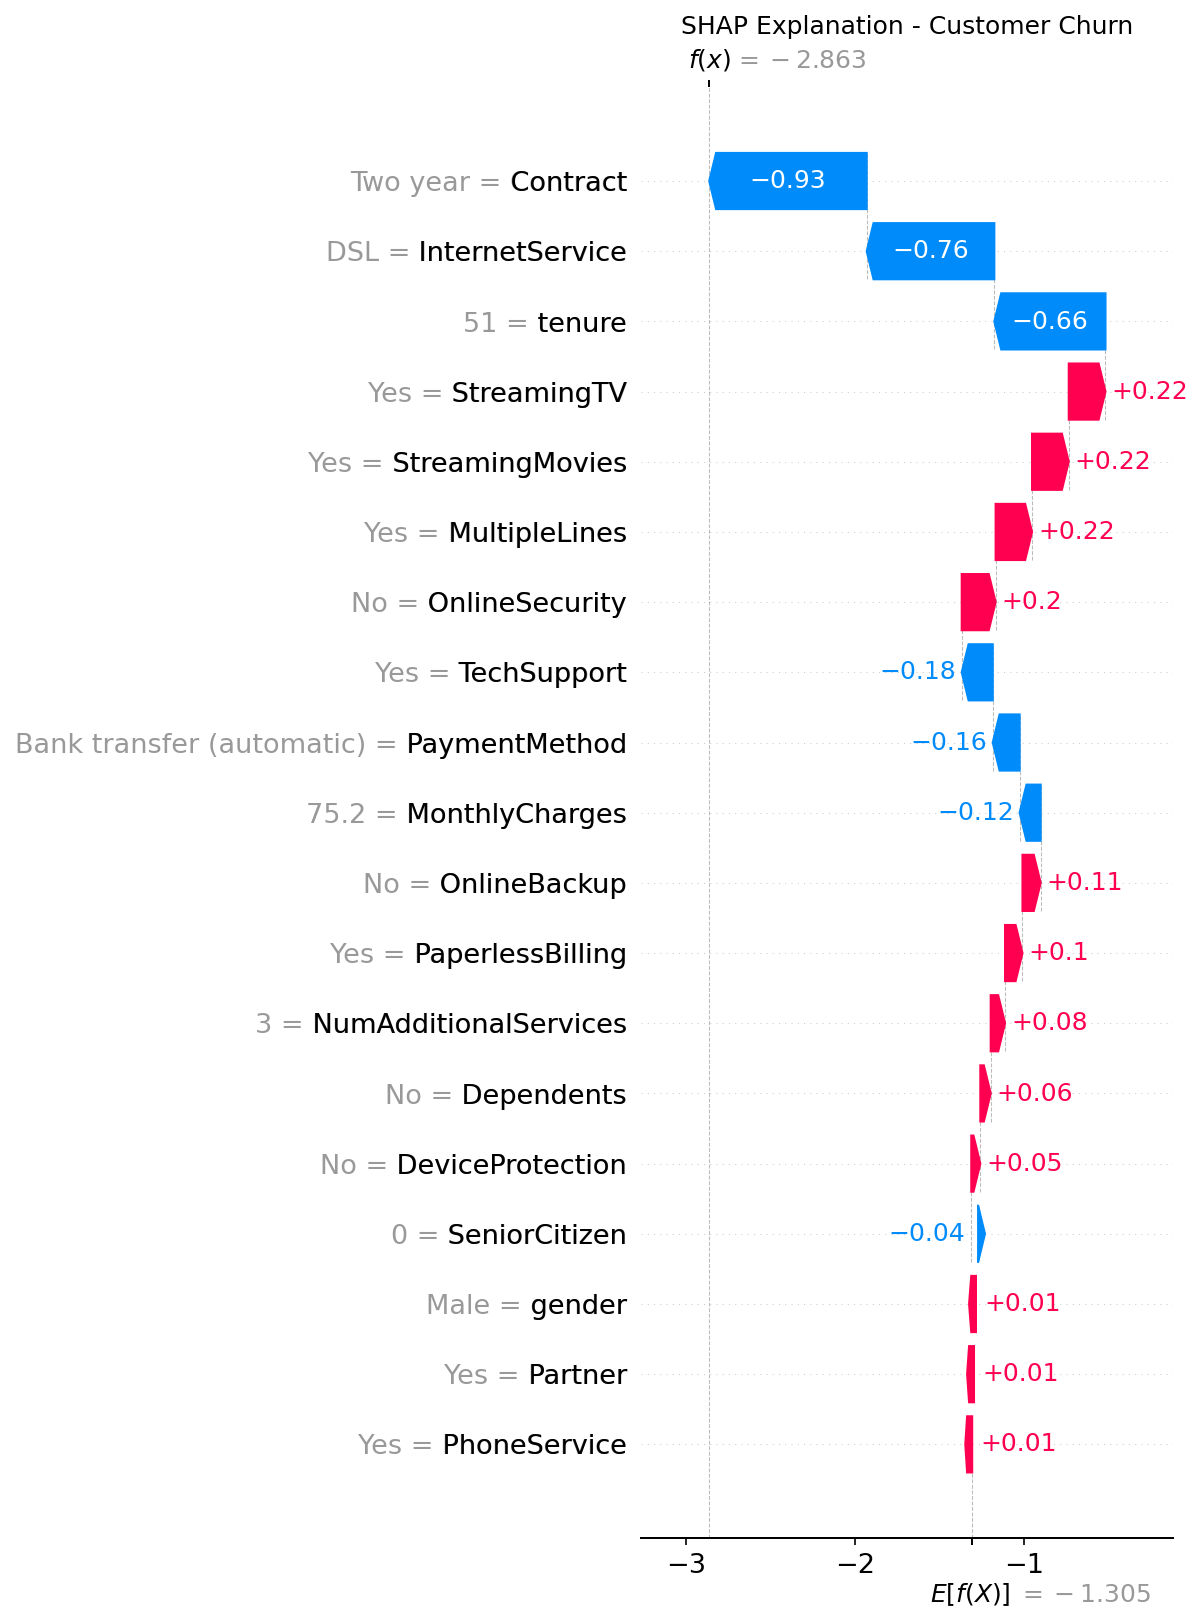 SHAP Explanation - Customer Churn
f(x) = −2.863
Two year = Contract −0.93
DSL = InternetService −0.76
51 = tenure −0.66
Yes = StreamingTV +0.22
Yes = StreamingMovies +0.22
Yes = MultipleLines +0.22
No = OnlineSecurity +0.2
Yes = TechSupport −0.18
Bank transfer (automatic) = PaymentMethod −0.16
75.2 = MonthlyCharges −0.12
No = OnlineBackup +0.11
Yes = PaperlessBilling +0.1
3 = NumAdditionalServices +0.08
No = Dependents +0.06
No = DeviceProtection +0.05
0 = SeniorCitizen −0.04
Male = gender +0.01
Yes = Partner +0.01
Yes = PhoneService +0.01
−3 −2 −1
E[f(X)] = −1.305